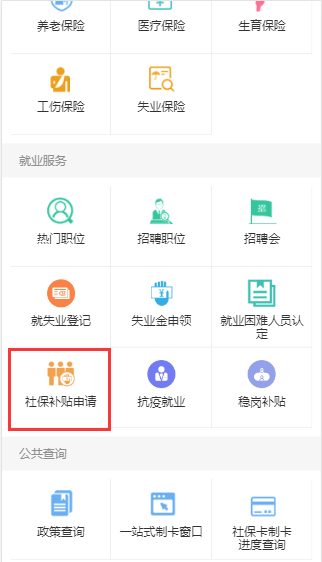 养老保险 医疗保险 生育保险
工伤保险 失业保险
就业服务
热门职位 招聘职位 招聘会
就失业登记 失业金申领 就业困难人员认
定
社保补贴申请 抗疫就业 稳岗补贴
公共查询
政策查询 一站式制卡窗口 社保卡制卡
进度查询